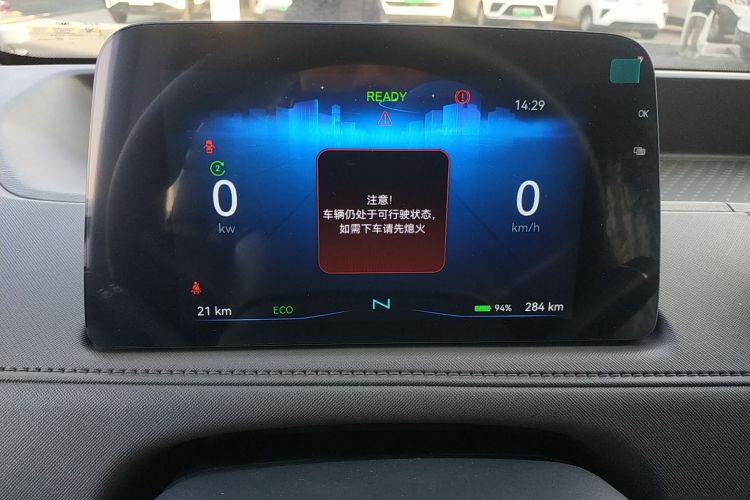 READY
14:29
OK
2
0
0
kw
km/h
注意!
车辆仍处于可行驶状态,
如需下车请先熄火
21 km
ECO
N
94%
284 km